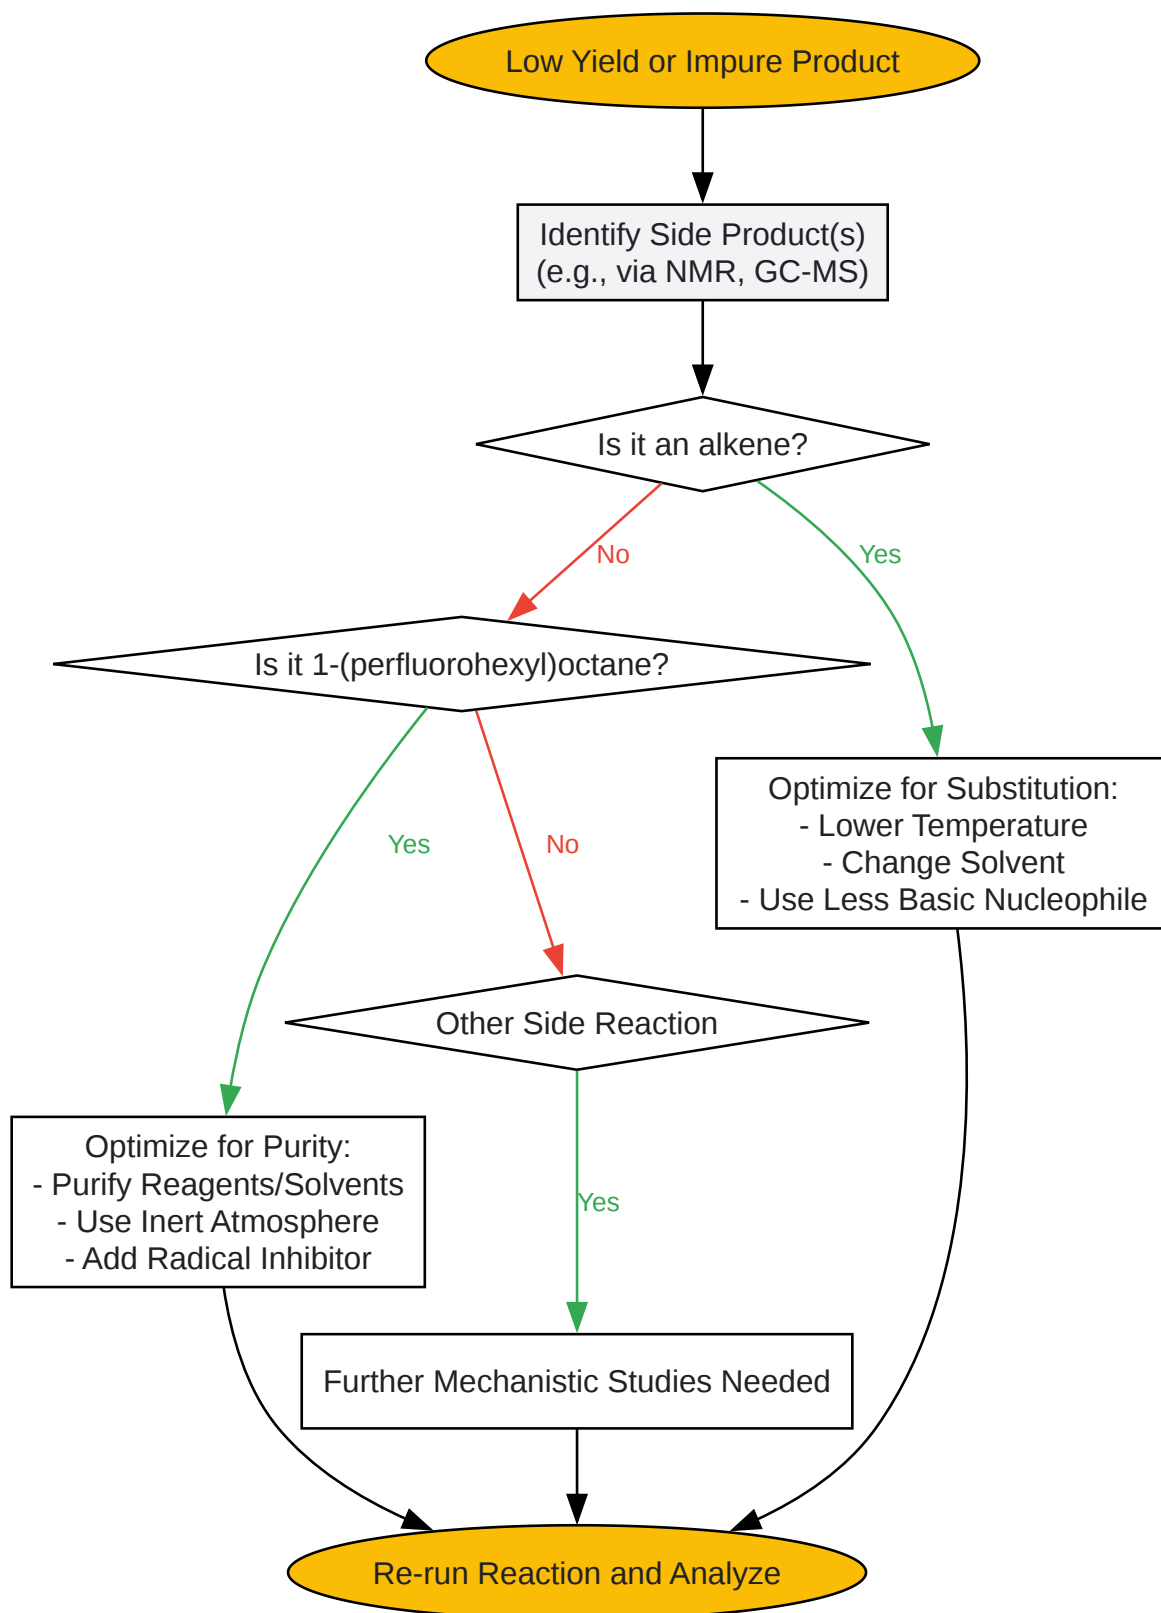 Low Yield or Impure Product
Identify Side Product(s)
(e.g., via NMR, GC-MS)
Is it an alkene?
No
Yes
Is it 1-(perfluorohexyl)octane?
Optimize for Substitution:
- Lower Temperature
- Change Solvent
- Use Less Basic Nucleophile
Yes
No
Other Side Reaction
Optimize for Purity:
- Purify Reagents/Solvents
- Use Inert Atmosphere
- Add Radical Inhibitor
Yes
Further Mechanistic Studies Needed
Re-run Reaction and Analyze